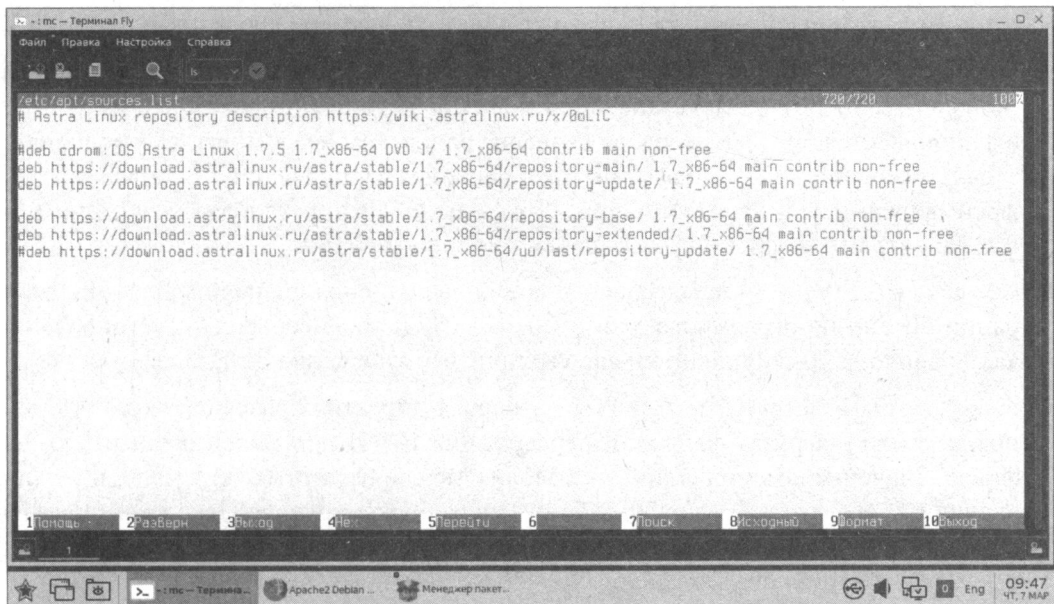 - : mc — Терминал Fly
Файл Правка Настройка Справка
ls
/etc/apt/sources.list 720/720 100%
# Astra Linux repository description https://wiki.astralinux.ru/x/0oLiC
#deb cdrom:[OS Astra Linux 1.7.5 1.7_x86-64 DVD ]/ 1.7_x86-64 contrib main non-free
deb https://download.astralinux.ru/astra/stable/1.7_x86-64/repository-main/ 1.7_x86-64 main contrib non-free
deb https://download.astralinux.ru/astra/stable/1.7_x86-64/repository-update/ 1.7_x86-64 main contrib non-free
deb https://download.astralinux.ru/astra/stable/1.7_x86-64/repository-base/ 1.7_x86-64 main contrib non-free
deb https://download.astralinux.ru/astra/stable/1.7_x86-64/repository-extended/ 1.7_x86-64 main contrib non-free
#deb https://download.astralinux.ru/astra/stable/1.7_x86-64/uu/last/repository-update/ 1.7_x86-64 main contrib non-free
1Помощь 2РазВерн 3Выход 4Hex 5Перейти 6 7Поиск 8Исходный 9Формат 10Выход
1
- : mc — Термина... Apache2 Debian ... Менеджер пакет... Eng 09:47
ЧТ, 7 МАР